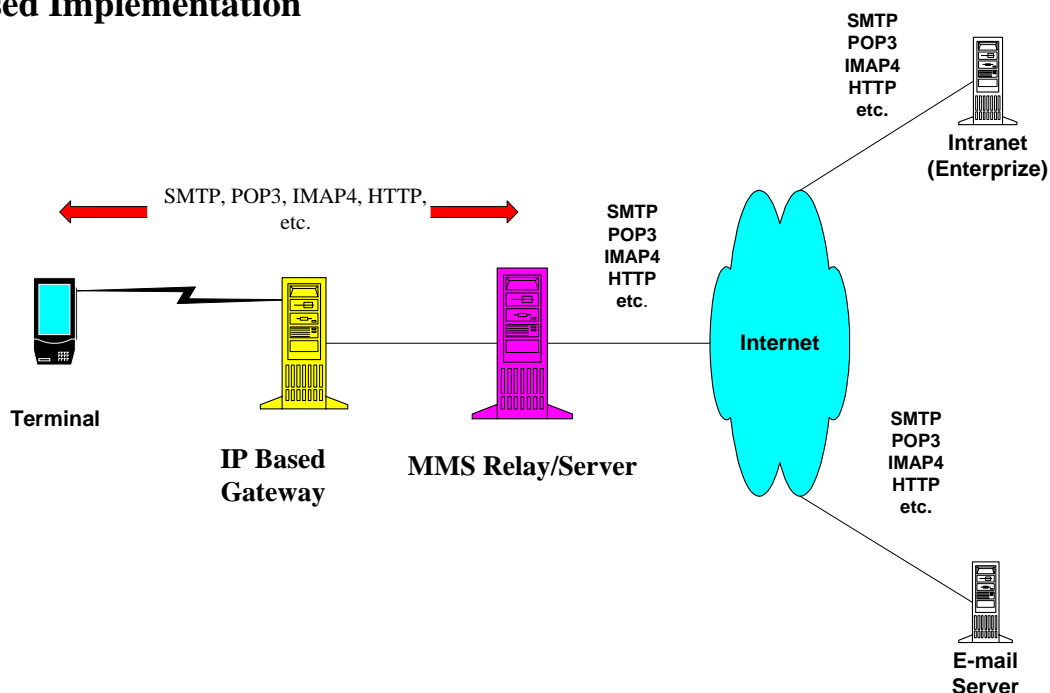 sed Implementation
SMTP
POP3
IMAP4
HTTP
etc.
Intranet
(Enterprize)
SMTP, POP3, IMAP4, HTTP,
etc.
SMTP
POP3
IMAP4
HTTP
etc.
Internet
Terminal
IP Based
Gateway
MMS Relay/Server
SMTP
POP3
IMAP4
HTTP
etc.
E-mail
Server